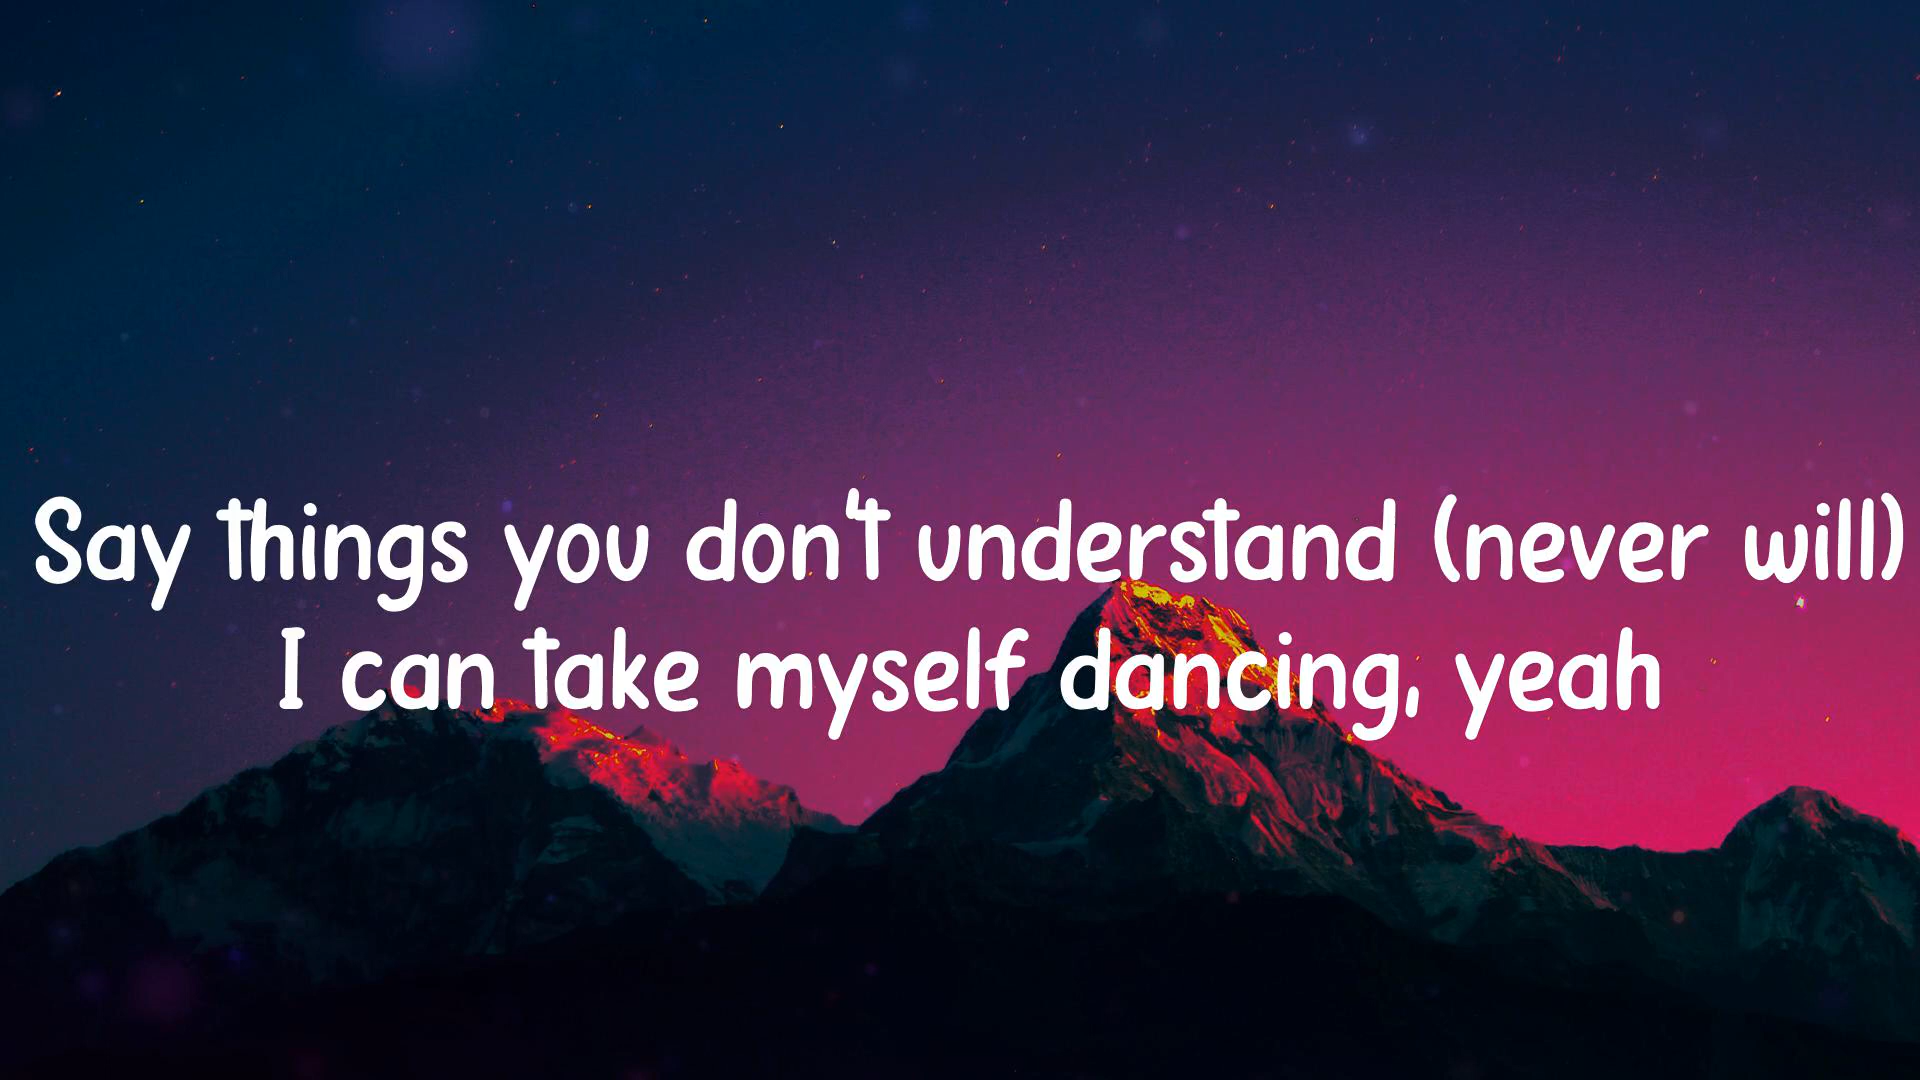 Say things you don't understand (never will)
I can take myself dancing, yeah